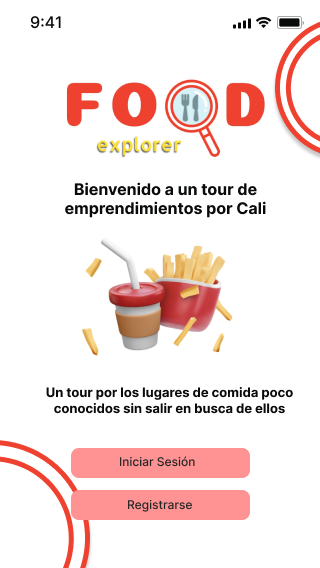 9:41
FOOD
explorer
Bienvenido a un tour de
emprendimientos por Cali
Un tour por los lugares de comida poco
conocidos sin salir en busca de ellos
Iniciar Sesión
Registrarse